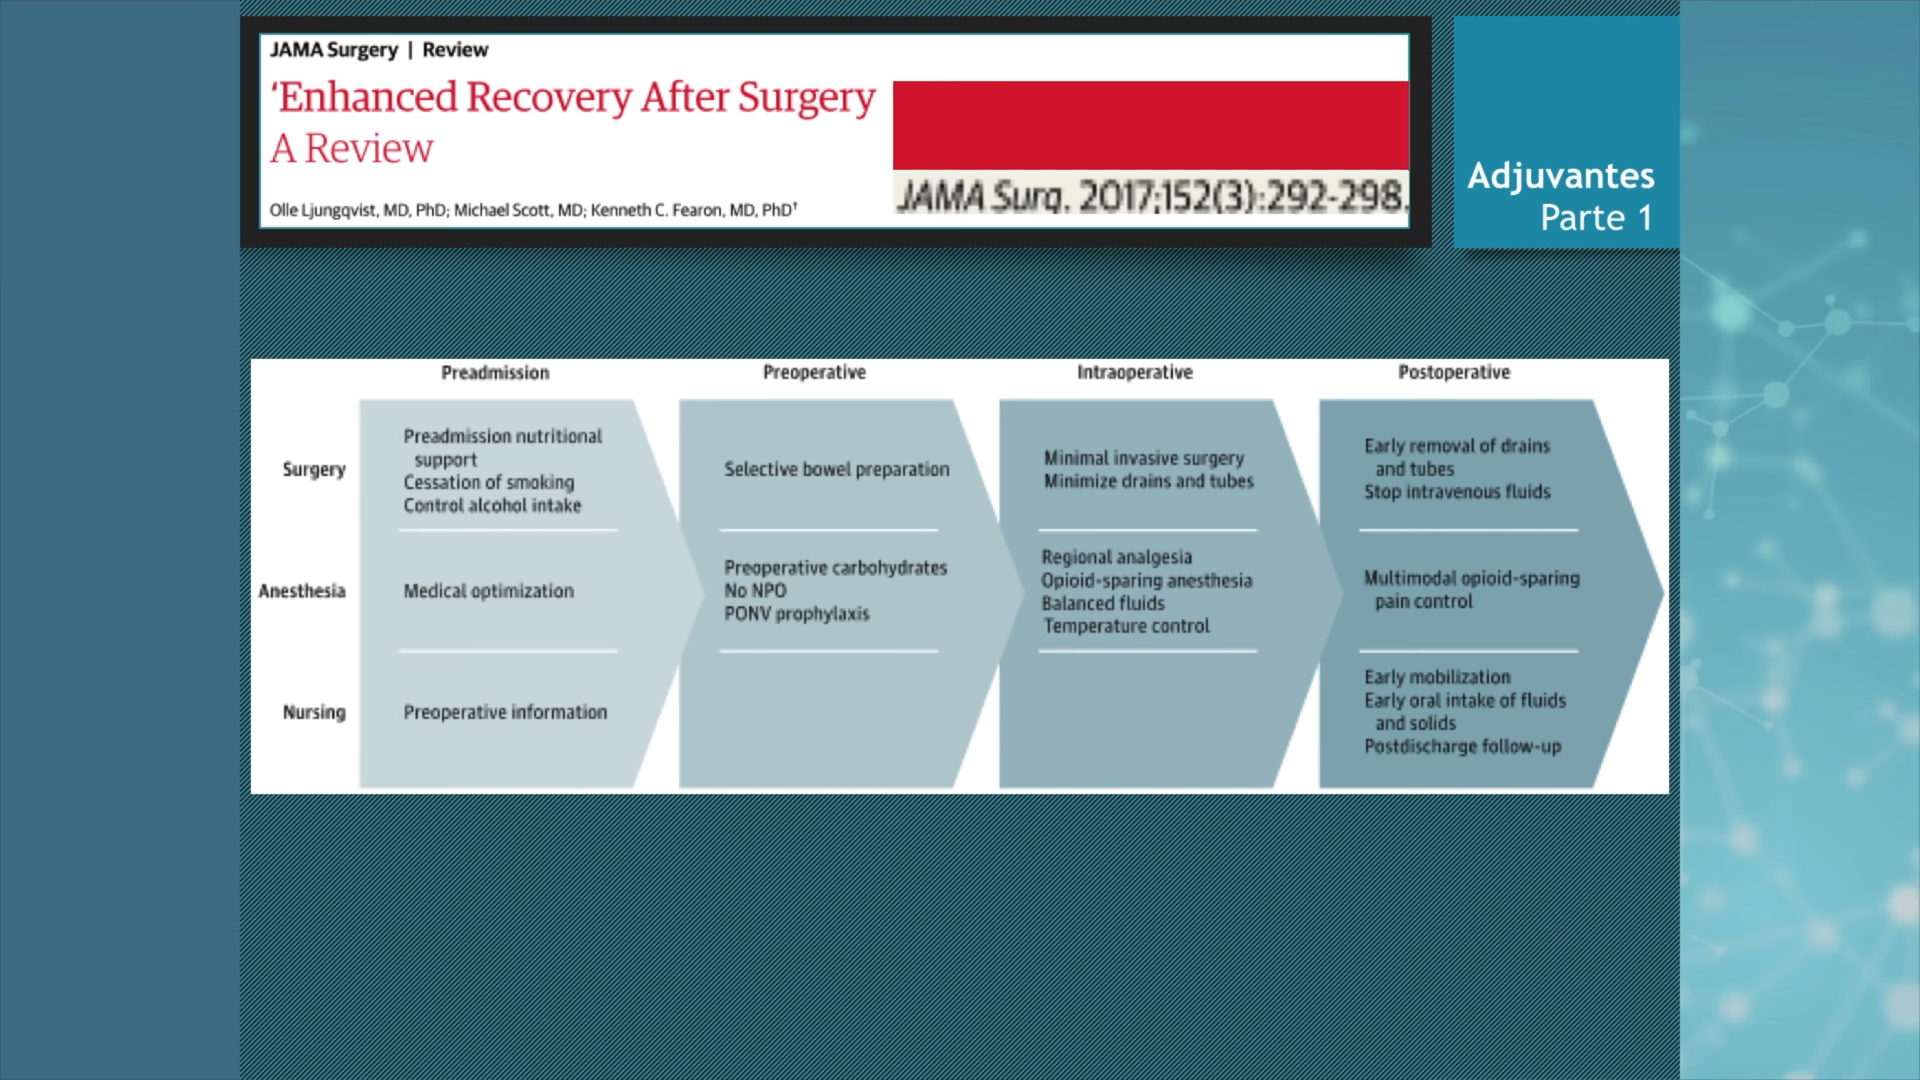 JAMA Surgery | Review
‘Enhanced Recovery After Surgery
A Review
Olle Ljungqvist, MD, PhD; Michael Scott, MD; Kenneth C. Fearon, MD, PhD†
JAMA Surg. 2017;152(3):292-298.
Adjuvantes
Parte 1
Preadmission
Preoperative
Intraoperative
Postoperative
Surgery
Preadmission nutritional
support
Cessation of smoking
Control alcohol intake
Selective bowel preparation
Minimal invasive surgery
Minimize drains and tubes
Early removal of drains
and tubes
Stop intravenous fluids
Anesthesia
Medical optimization
Preoperative carbohydrates
No NPO
PONV prophylaxis
Regional analgesia
Opioid-sparing anesthesia
Balanced fluids
Temperature control
Multimodal opioid-sparing
pain control
Nursing
Preoperative information
Early mobilization
Early oral intake of fluids
and solids
Postdischarge follow-up